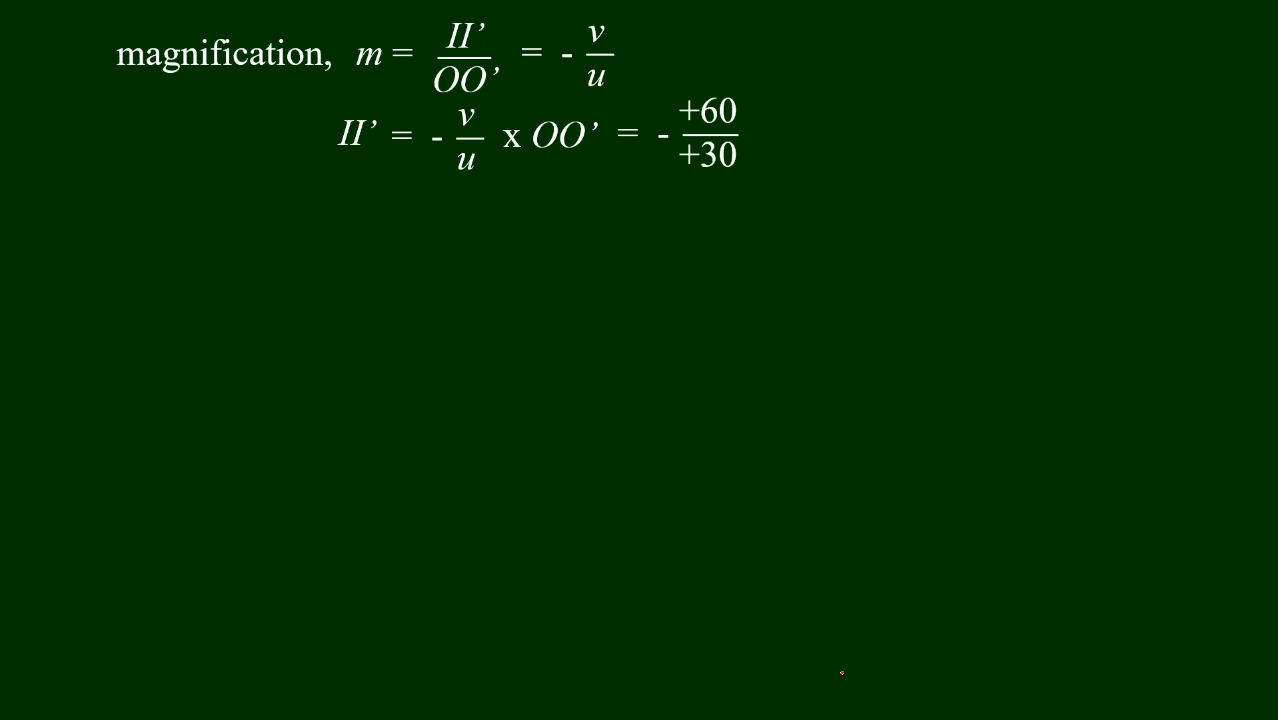 magnification, m = II’/OO’ = - v/u
II’ = - v/u x OO’ = - +60/+30